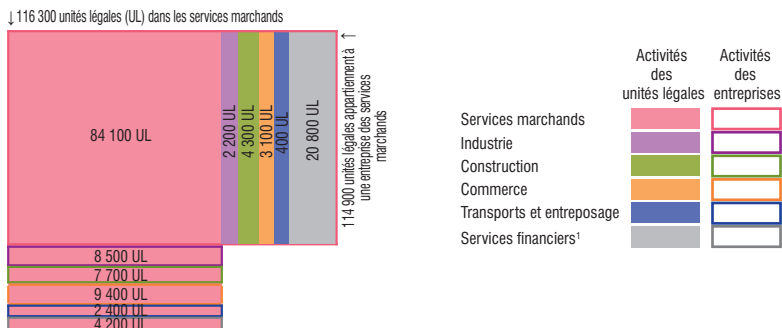 ↓ 116 300 unités légales (UL) dans les services marchands
84 100 UL
2 200 UL
4 300 UL
3 100 UL
400 UL
20 800 UL
114 900 unités légales appartiennent à
une entreprise des services
marchands
8 500 UL
7 700 UL
9 400 UL
2 400 UL
4 200 UL
Activités
des
unités légales
Activités
des
entreprises
Services marchands
Industrie
Construction
Commerce
Transports et entreposage
Services financiers¹